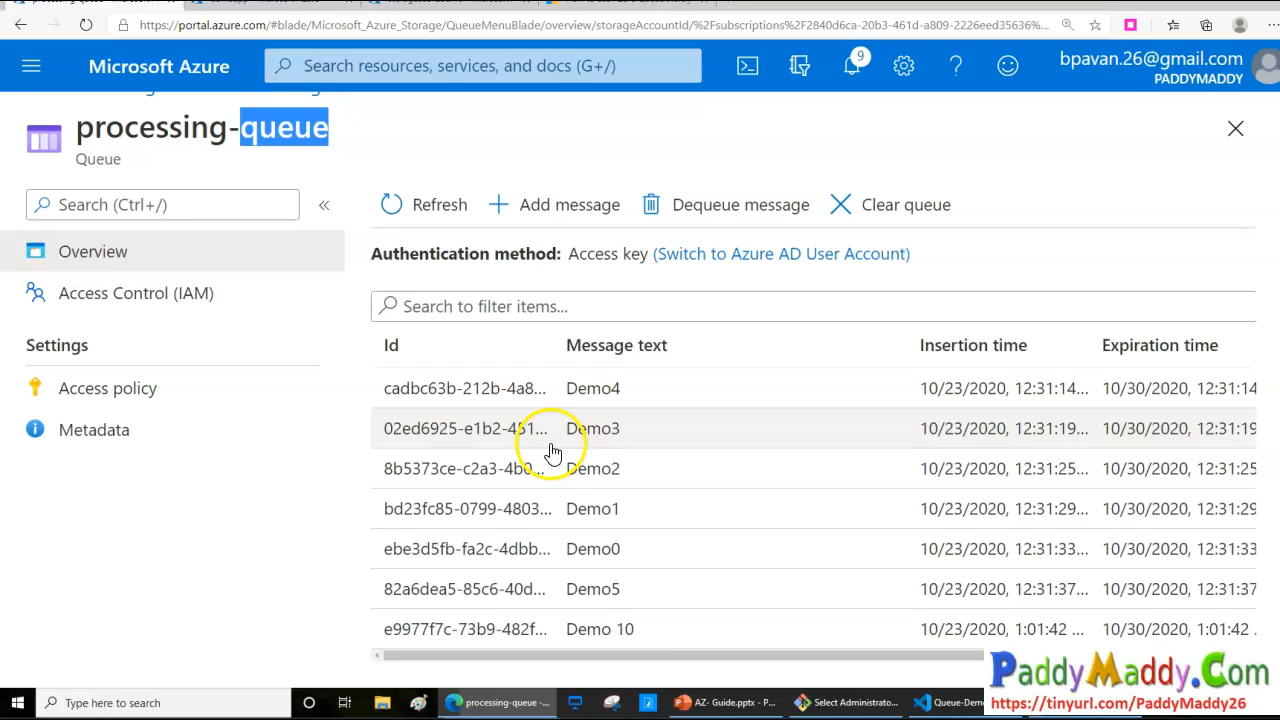 https://portal.azure.com/#blade/Microsoft_Azure_Storage/QueueMenuBlade/overview/storageAccountId/%2Fsubscriptions%2F2840d6ca-20b3-461d-a809-2226eed35636%...
Microsoft Azure
Search resources, services, and docs (G+/)
9
bpavan.26@gmail.com
PADDYMADDY
processing-queue
Queue
Search (Ctrl+/)
«
Refresh
Add message
Dequeue message
Clear queue
Overview
Access Control (IAM)
Settings
Access policy
Metadata
Authentication method: Access key (Switch to Azure AD User Account)
Search to filter items...
Id Message text Insertion time Expiration time
cadbc63b-212b-4a8... Demo4 10/23/2020, 12:31:14... 10/30/2020, 12:31:14
02ed6925-e1b2-451... Demo3 10/23/2020, 12:31:19... 10/30/2020, 12:31:19
8b5373ce-c2a3-4b0... Demo2 10/23/2020, 12:31:25... 10/30/2020, 12:31:25
bd23fc85-0799-4803... Demo1 10/23/2020, 12:31:29... 10/30/2020, 12:31:29
ebe3d5fb-fa2c-4dbb... Demo0 10/23/2020, 12:31:33... 10/30/2020, 12:31:33
82a6dea5-85c6-40d... Demo5 10/23/2020, 12:31:37... 10/30/2020, 12:31:37
e9977f7c-73b9-482f... Demo 10 10/23/2020, 1:01:42 ... 10/30/2020, 1:01:42 .
PaddyMaddy.Com
https://tinyurl.com/PaddyMaddy26
Type here to search
processing-queue -...
AZ- Guide.pptx - P...
Select Administrato...
Queue-Dem